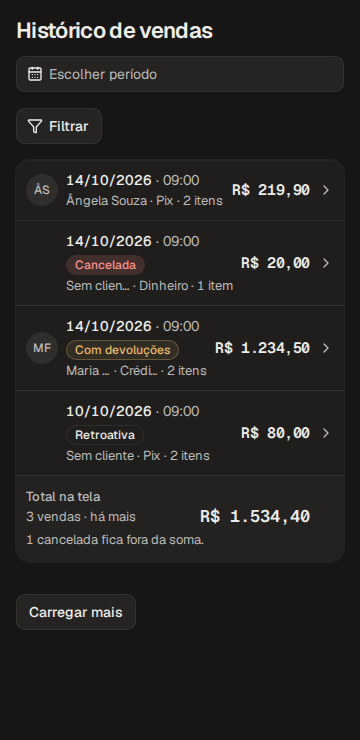 Histórico de vendas
Escolher período
Filtrar
ÂS
14/10/2026 · 09:00
Ângela Souza · Pix · 2 itens
R$ 219,90
14/10/2026 · 09:00
Cancelada
Sem clien... · Dinheiro · 1 item
R$ 20,00
MF
14/10/2026 · 09:00
Com devoluções
Maria ... · Crédi... · 2 itens
R$ 1.234,50
10/10/2026 · 09:00
Retroativa
Sem cliente · Pix · 2 itens
R$ 80,00
Total na tela
3 vendas · há mais
R$ 1.534,40
1 cancelada fica fora da soma.
Carregar mais